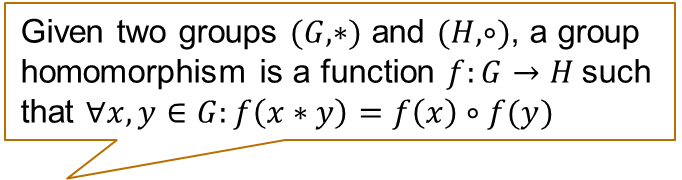 Given two groups (𝐺,∗) and (𝐻,∘), a group
homomorphism is a function 𝑓: 𝐺 → 𝐻 such
that ∀𝑥, 𝑦 ∈ 𝐺: 𝑓(𝑥 ∗ 𝑦) = 𝑓(𝑥) ∘ 𝑓(𝑦)